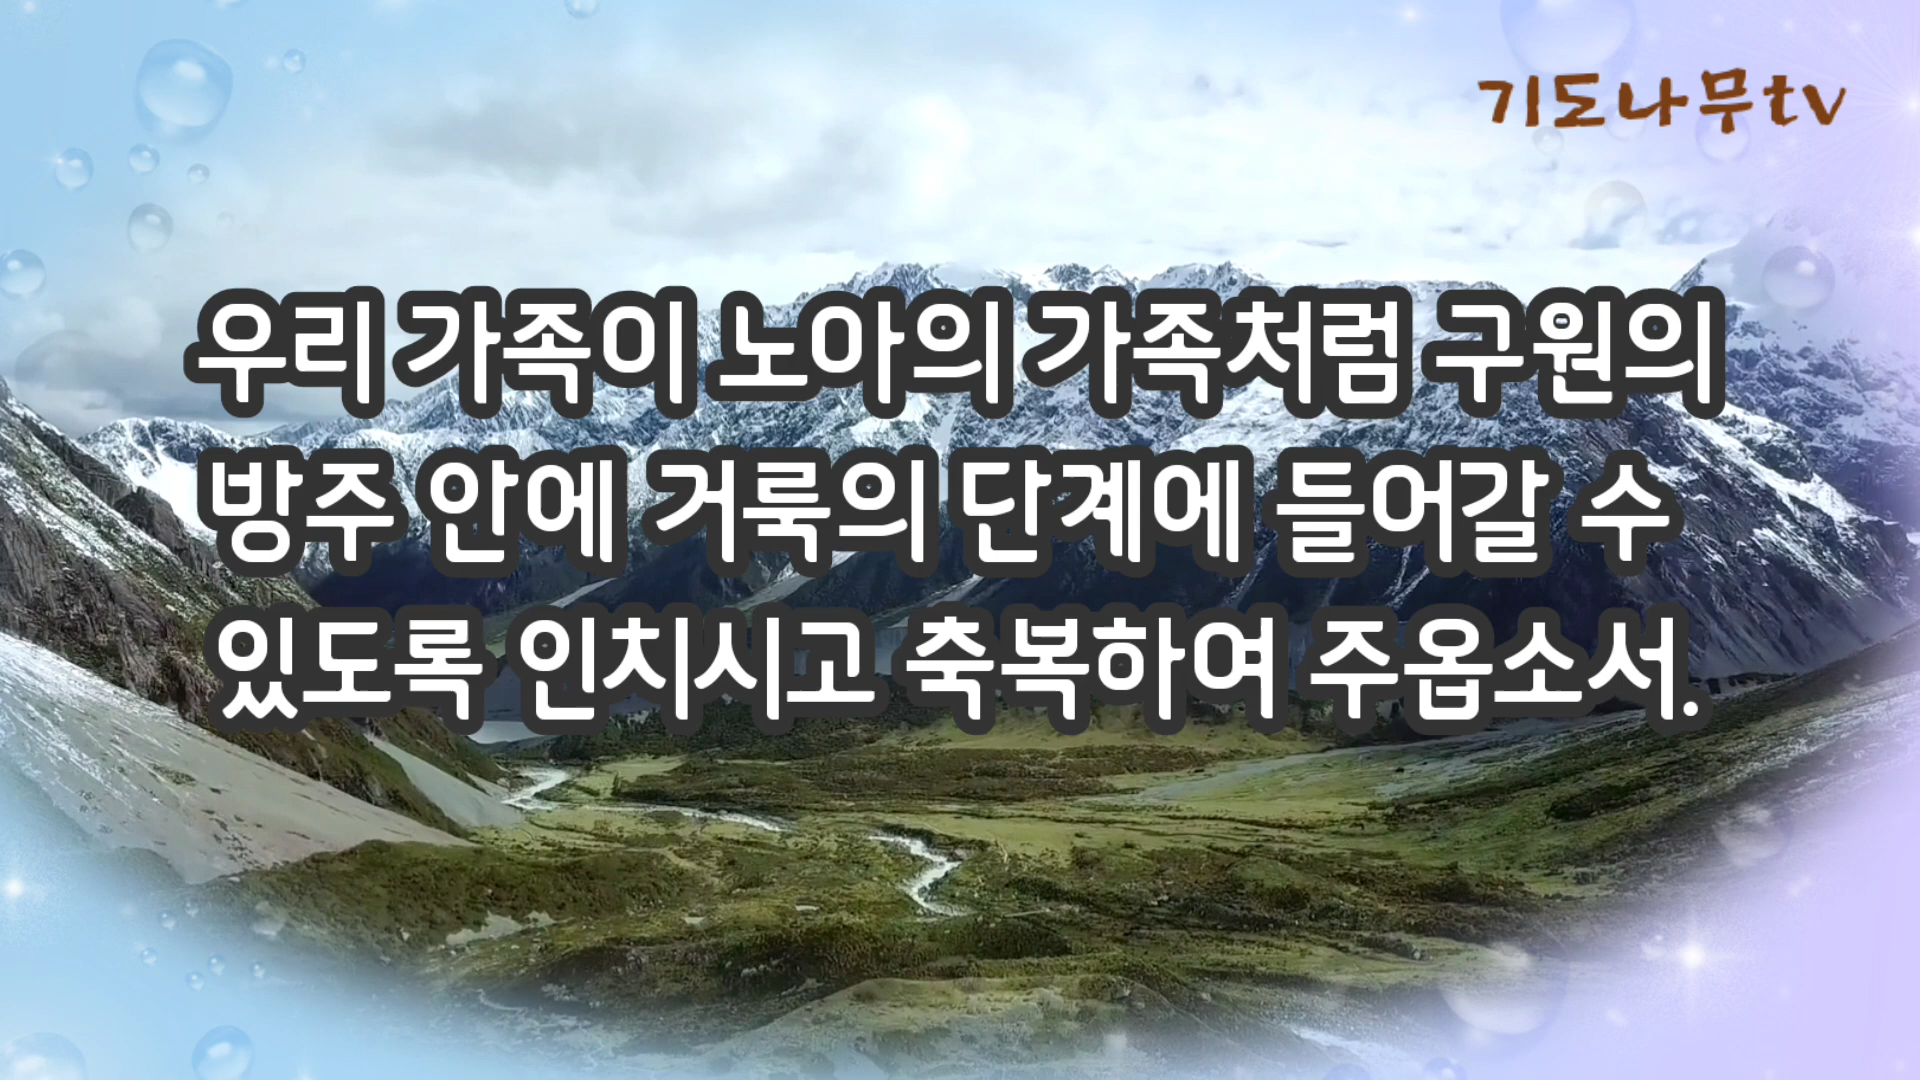 기도나무tv
우리 가족이 노아의 가족처럼 구원의
방주 안에 거룩의 단계에 들어갈 수
있도록 인치시고 축복하여 주옵소서.